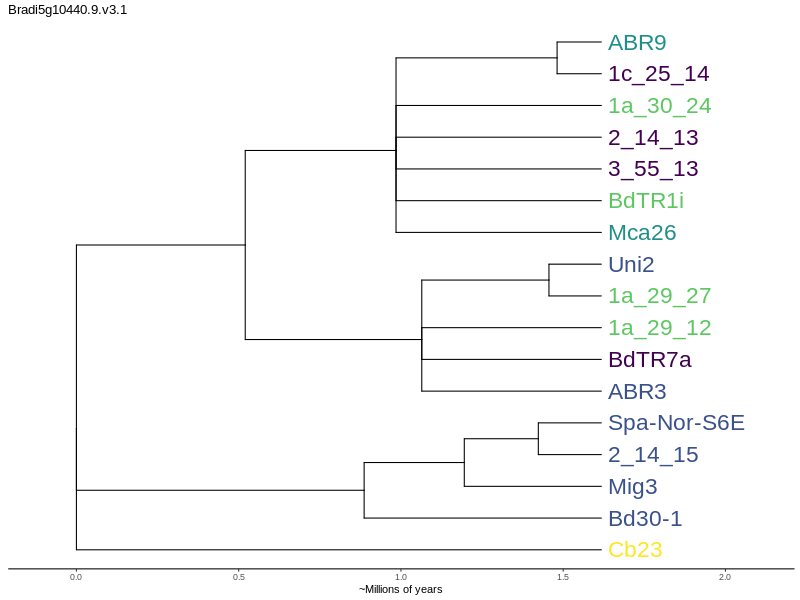 Bradi5g10440.9.v3.1
ABR9
1c_25_14
1a_30_24
2_14_13
3_55_13
BdTR1i
Mca26
Uni2
1a_29_27
1a_29_12
BdTR7a
ABR3
Spa-Nor-S6E
2_14_15
Mig3
Bd30-1
Cb23
0.0 0.5 1.0 1.5 2.0
~Millions of years